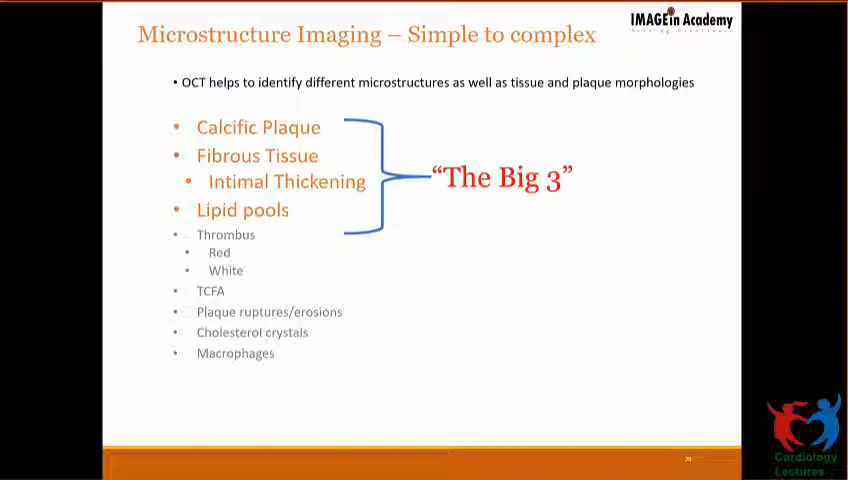 IMAGEin Academy
Microstructure Imaging – Simple to complex
• OCT helps to identify different microstructures as well as tissue and plaque morphologies
• Calcific Plaque
• Fibrous Tissue
• Intimal Thickening
• Lipid pools
"The Big 3"
• Thrombus
• Red
• White
• TCFA
• Plaque ruptures/erosions
• Cholesterol crystals
• Macrophages
Cardiology
Lectures